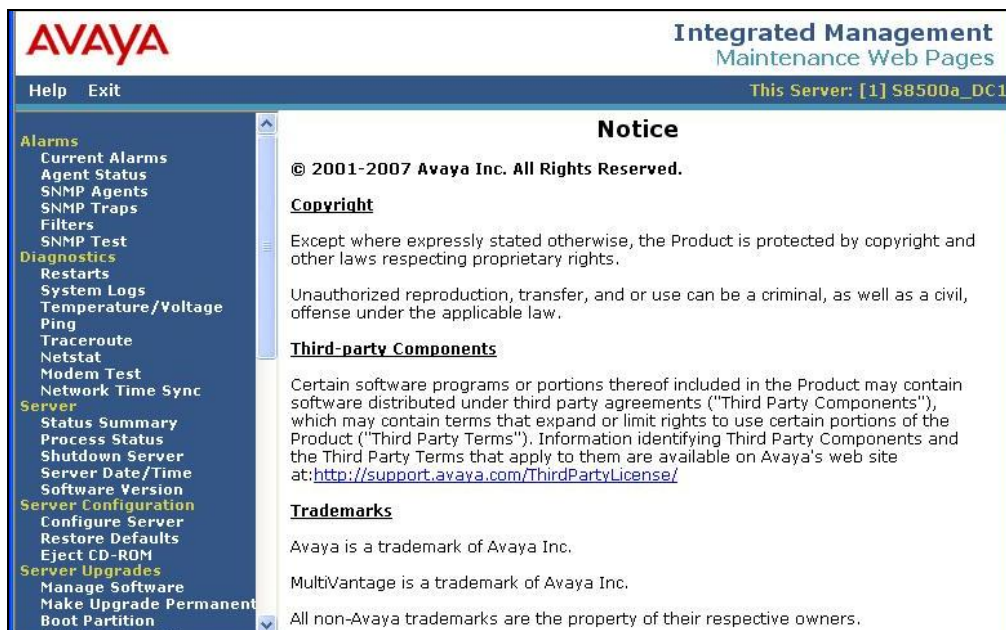 AVAYA
Integrated Management
Maintenance Web Pages
Help Exit
This Server: [1] S8500a_DC1
Alarms
Current Alarms
Agent Status
SNMP Agents
SNMP Traps
Filters
SNMP Test
Diagnostics
Restarts
System Logs
Temperature/Voltage
Ping
Traceroute
Netstat
Modem Test
Network Time Sync
Server
Status Summary
Process Status
Shutdown Server
Server Date/Time
Software Version
Server Configuration
Configure Server
Restore Defaults
Eject CD-ROM
Server Upgrades
Manage Software
Make Upgrade Permanent
Boot Partition
Notice
© 2001-2007 Avaya Inc. All Rights Reserved.
Copyright
Except where expressly stated otherwise, the Product is protected by copyright and
other laws respecting proprietary rights.
Unauthorized reproduction, transfer, and or use can be a criminal, as well as a civil,
offense under the applicable law.
Third-party Components
Certain software programs or portions thereof included in the Product may contain
software distributed under third party agreements ("Third Party Components"),
which may contain terms that expand or limit rights to use certain portions of the
Product ("Third Party Terms"). Information identifying Third Party Components and
the Third Party Terms that apply to them are available on Avaya's web site
at:http://support.avaya.com/ThirdPartyLicense/
Trademarks
Avaya is a trademark of Avaya Inc.
MultiVantage is a trademark of Avaya Inc.
All non-Avaya trademarks are the property of their respective owners.